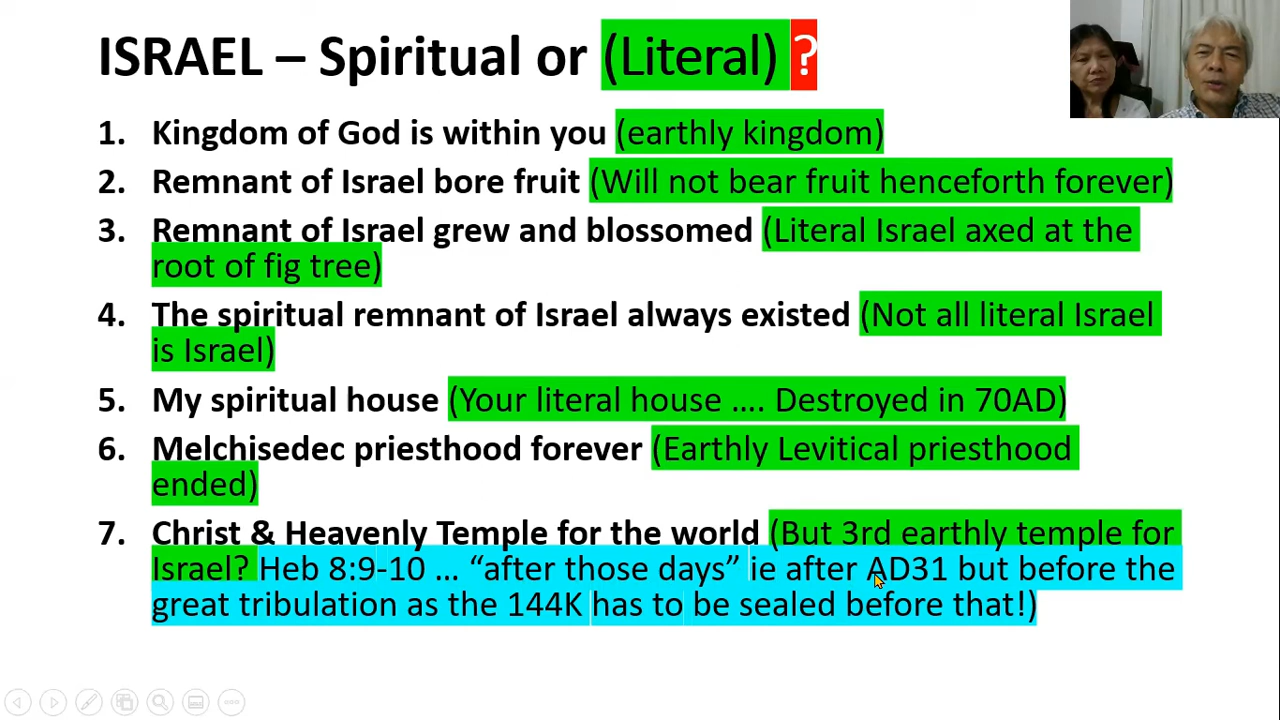 ISRAEL – Spiritual or (Literal) ?
1. Kingdom of God is within you (earthly kingdom)
2. Remnant of Israel bore fruit (Will not bear fruit henceforth forever)
3. Remnant of Israel grew and blossomed (Literal Israel axed at the
root of fig tree)
4. The spiritual remnant of Israel always existed (Not all literal Israel
is Israel)
5. My spiritual house (Your literal house .... Destroyed in 70AD)
6. Melchisedec priesthood forever (Earthly Levitical priesthood
ended)
7. Christ & Heavenly Temple for the world (But 3rd earthly temple for
Israel? Heb 8:9-10 ... “after those days” ie after AD31 but before the
great tribulation as the 144K has to be sealed before that!)